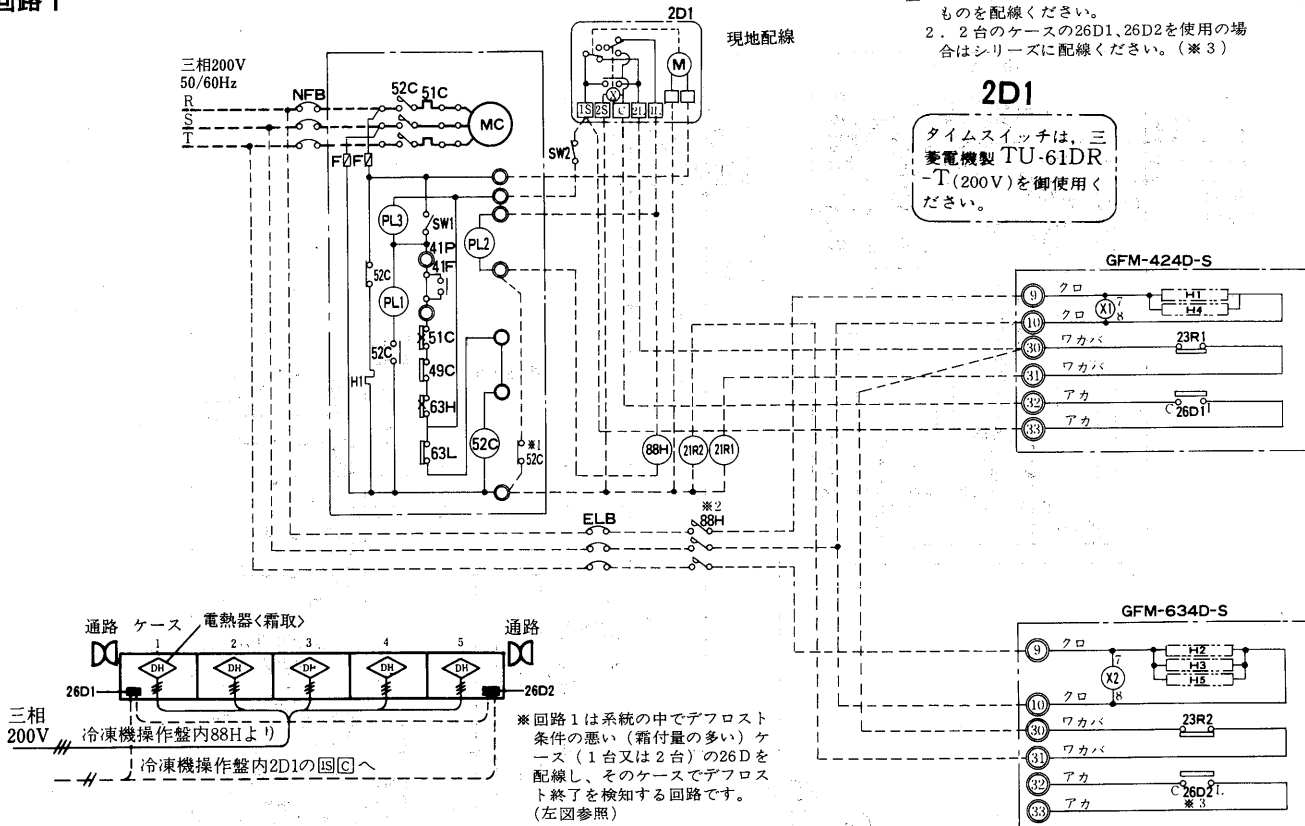 回路1
ものを配線ください。
2．2台のケースの26D1、26D2を使用の場
合はシリーズに配線ください。(※3)
2D1
現地配線
三相200V
50/60Hz
R
S
T
NFB
52C
51C
MC
F
F
M
X
1S
2S
C
2L
1L
SW2
2D1
タイムスイッチは，三
菱電機製 TU-61DR
-T(200V)を御使用く
ださい。
PL3
SW1
PL2
41P
41F
52C
PL1
52C
51C
49C
63H
63L
H1
52C
※1
52C
88H
21R2
21R1
ELB
※2
88H
GFM-424D-S
9 クロ
X1
7
8
H1
H4
10 クロ
30 ワカバ
23R1
31 ワカバ
32 アカ
C 26D1 L
33 アカ
GFM-634D-S
9 クロ
X2
7
8
H2
H3
H5
10 クロ
30 ワカバ
23R2
31 ワカバ
32 アカ
C 26D2 L
※3
33 アカ
通路 ケース 電熱器<霜取> 通路
1 2 3 4 5
DH DH DH DH DH
26D1
26D2
三相
200V
冷凍機操作盤内88Hより
冷凍機操作盤内2D1の1S Cへ
※回路1は系統の中でデフロスト
条件の悪い（霜付量の多い）ケ
ース（1台又は2台）の26Dを
配線し、そのケースでデフロス
ト終了を検知する回路です。
(左図参照)